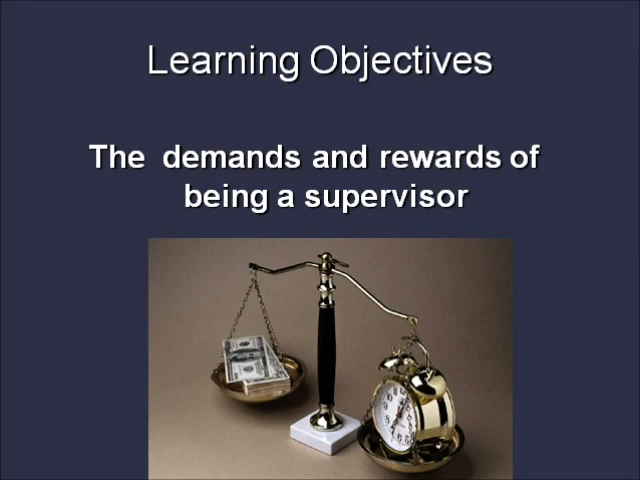 Learning Objectives
The demands and rewards of
being a supervisor